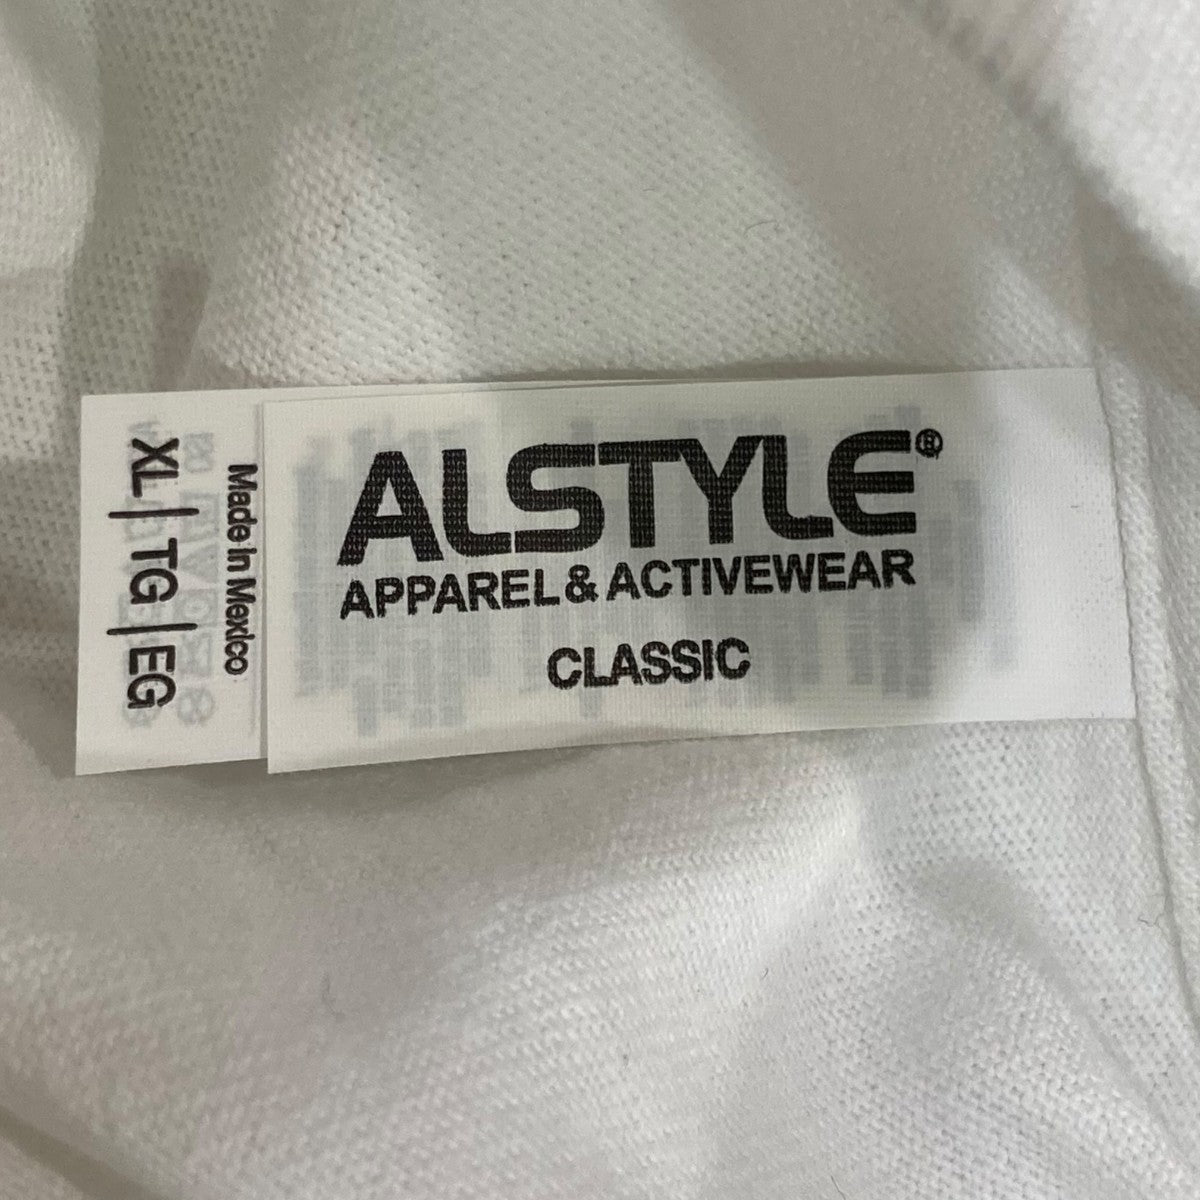 ALSTYLE®
APPAREL & ACTIVEWEAR
CLASSIC
Made In Mexico
XL | TG | EG